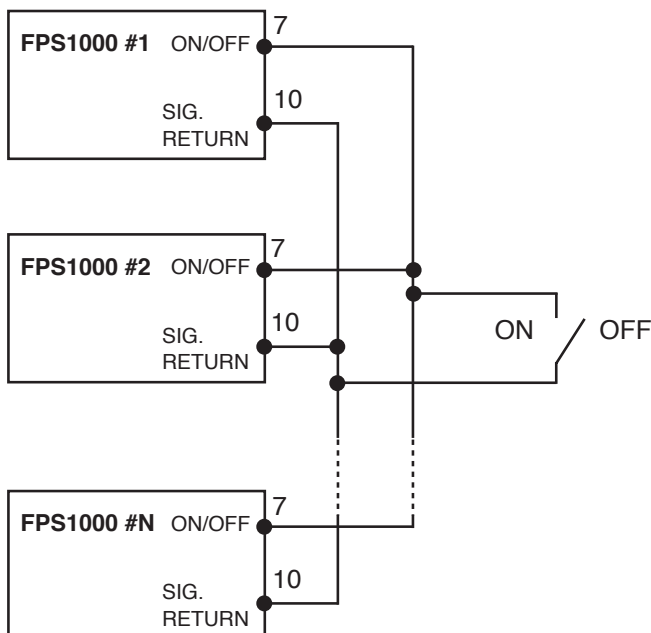 FPS1000 #1 ON/OFF 7
SIG. 10
RETURN
FPS1000 #2 ON/OFF 7
SIG. 10
RETURN
ON OFF
FPS1000 #N ON/OFF 7
SIG. 10
RETURN